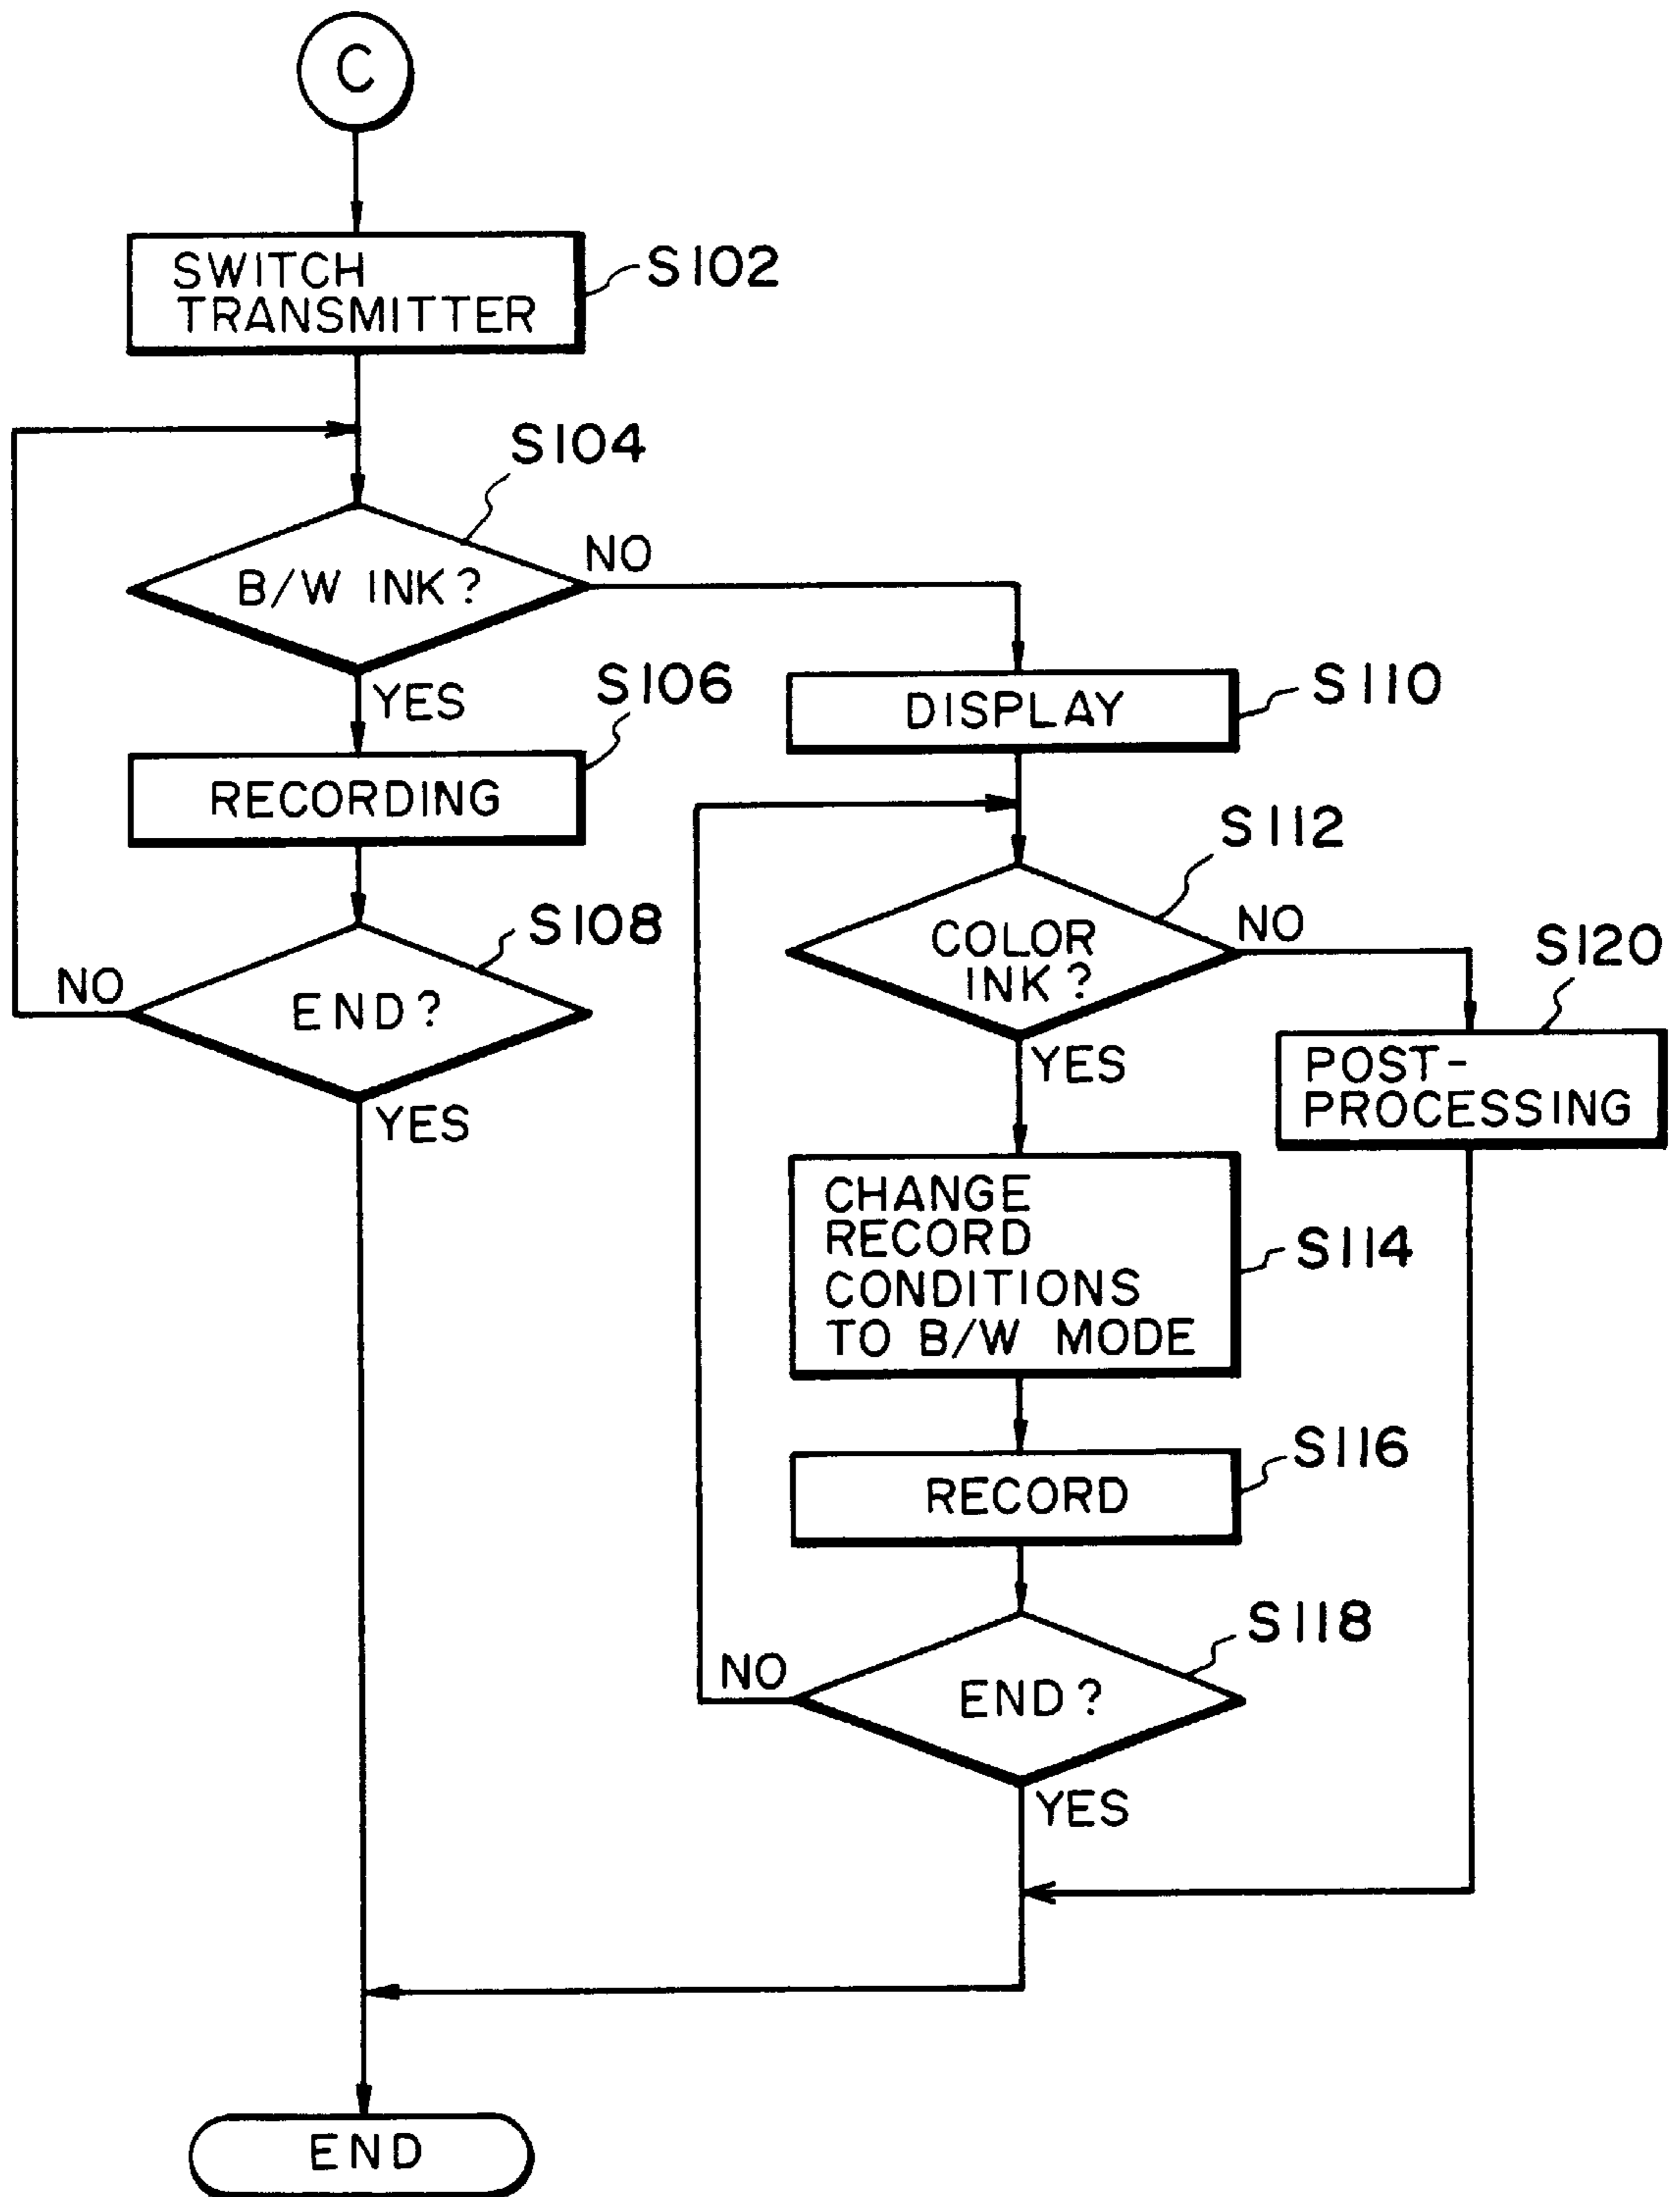 C
SWITCH
TRANSMITTER
S102
S104
B/W INK?
NO
YES
S106
RECORDING
S108
END?
NO
YES
DISPLAY
S110
S112
COLOR
INK?
NO
YES
S120
POST-
PROCESSING
CHANGE
RECORD
CONDITIONS
TO B/W MODE
S114
RECORD
S116
S118
END?
NO
YES
END